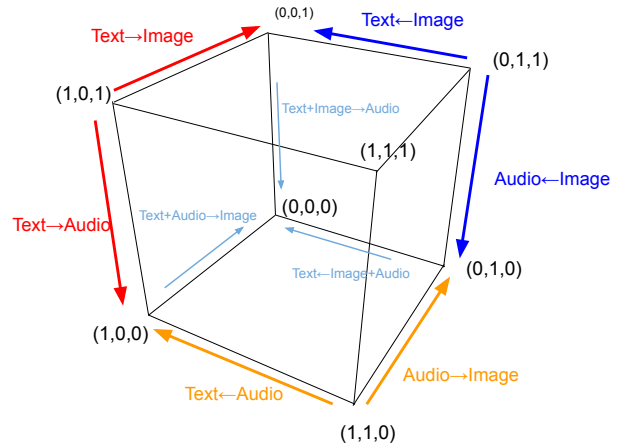 (0,0,1)
Text←Image
Text→Image
(0,1,1)
(1,0,1)
Text+Image→Audio
(1,1,1)
Audio←Image
Text→Audio
Text+Audio→Image
(0,0,0)
Text←Image+Audio
(0,1,0)
(1,0,0)
Audio→Image
Text←Audio
(1,1,0)